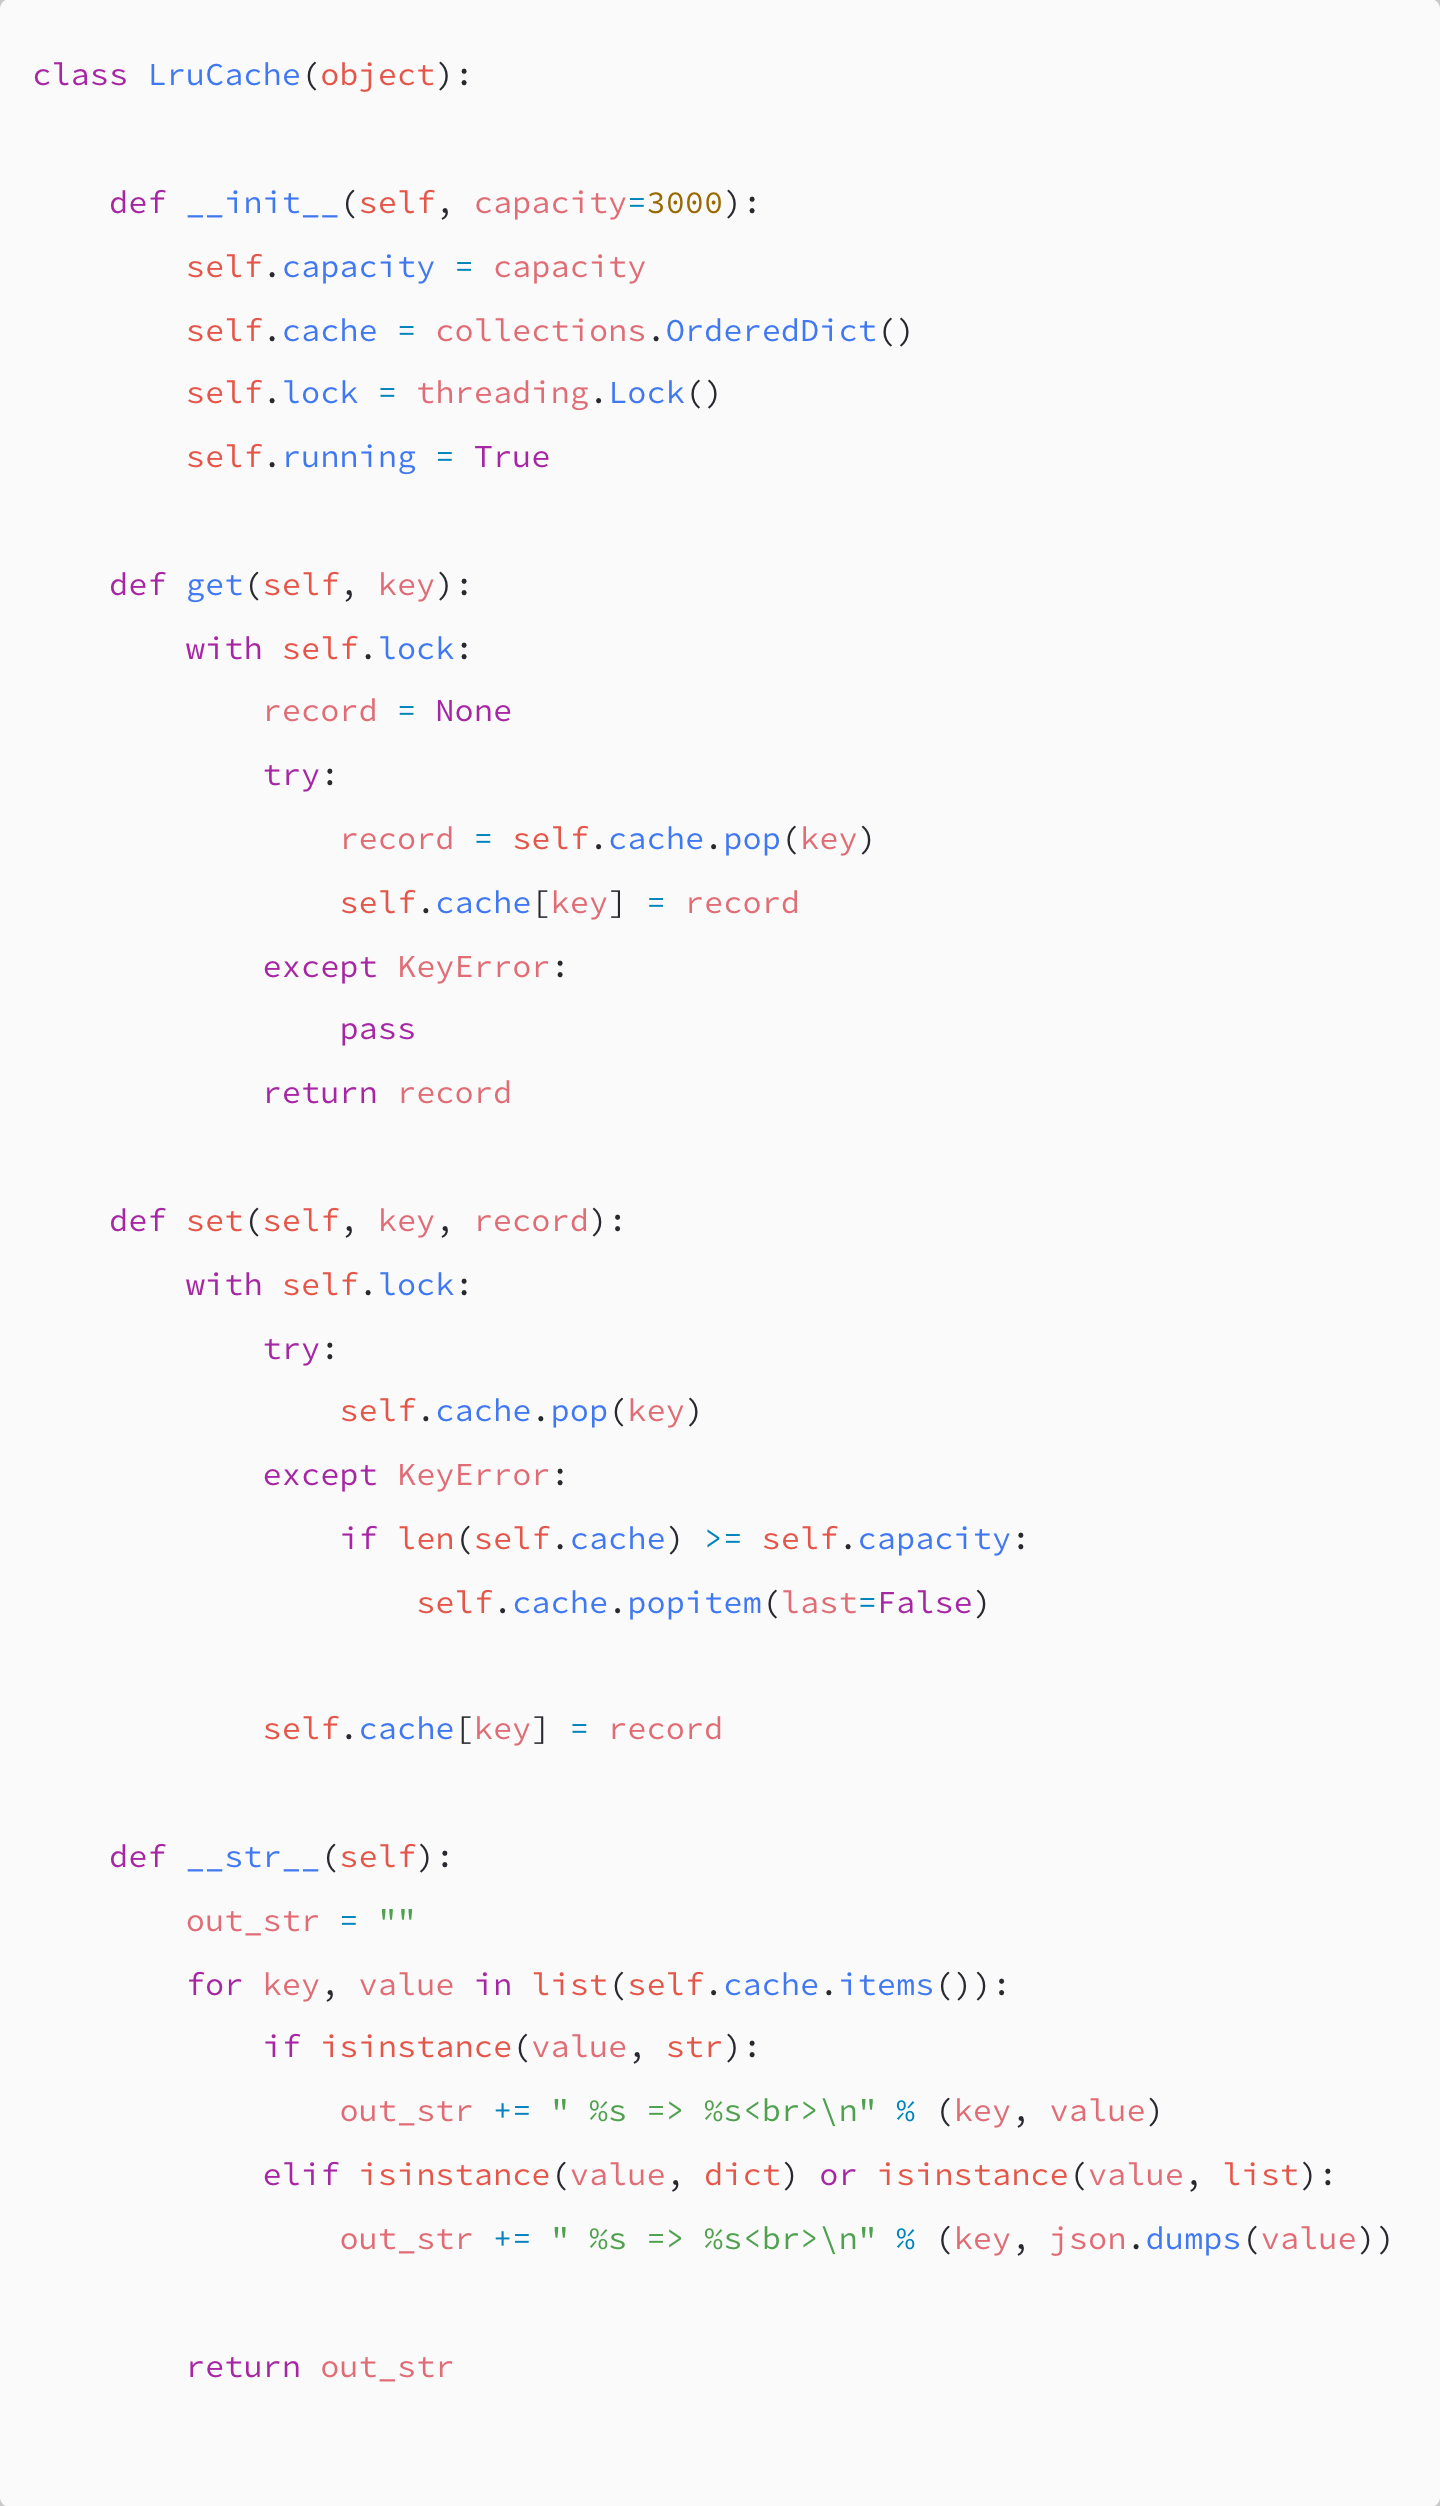 class LruCache(object):

    def __init__(self, capacity=3000):
        self.capacity = capacity
        self.cache = collections.OrderedDict()
        self.lock = threading.Lock()
        self.running = True

    def get(self, key):
        with self.lock:
            record = None
            try:
                record = self.cache.pop(key)
                self.cache[key] = record
            except KeyError:
                pass
            return record

    def set(self, key, record):
        with self.lock:
            try:
                self.cache.pop(key)
            except KeyError:
                if len(self.cache) >= self.capacity:
                    self.cache.popitem(last=False)

            self.cache[key] = record

    def __str__(self):
        out_str = ""
        for key, value in list(self.cache.items()):
            if isinstance(value, str):
                out_str += " %s => %s<br>\n" % (key, value)
            elif isinstance(value, dict) or isinstance(value, list):
                out_str += " %s => %s<br>\n" % (key, json.dumps(value))

        return out_str